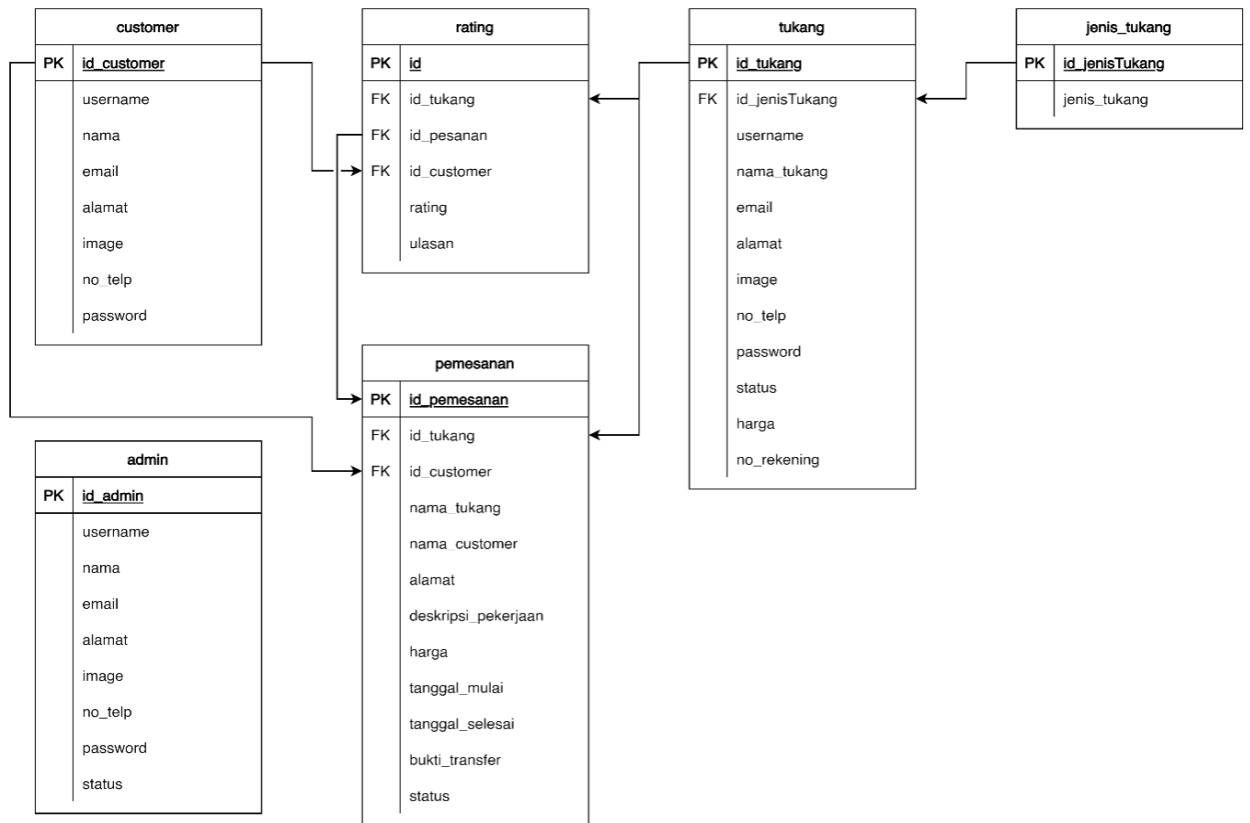 customer
PK id_customer
username
nama
email
alamat
image
no_telp
password
rating
PK id
FK id_tukang
FK id_pesanan
FK id_customer
rating
ulasan
tukang
PK id_tukang
FK id_jenisTukang
username
nama_tukang
email
alamat
image
no_telp
password
status
harga
no_rekening
jenis_tukang
PK id_jenisTukang
jenis_tukang
admin
PK id_admin
username
nama
email
alamat
image
no_telp
password
status
pemesanan
PK id_pemesanan
FK id_tukang
FK id_customer
nama_tukang
nama_customer
alamat
deskripsi_pekerjaan
harga
tanggal_mulai
tanggal_selesai
bukti_transfer
status